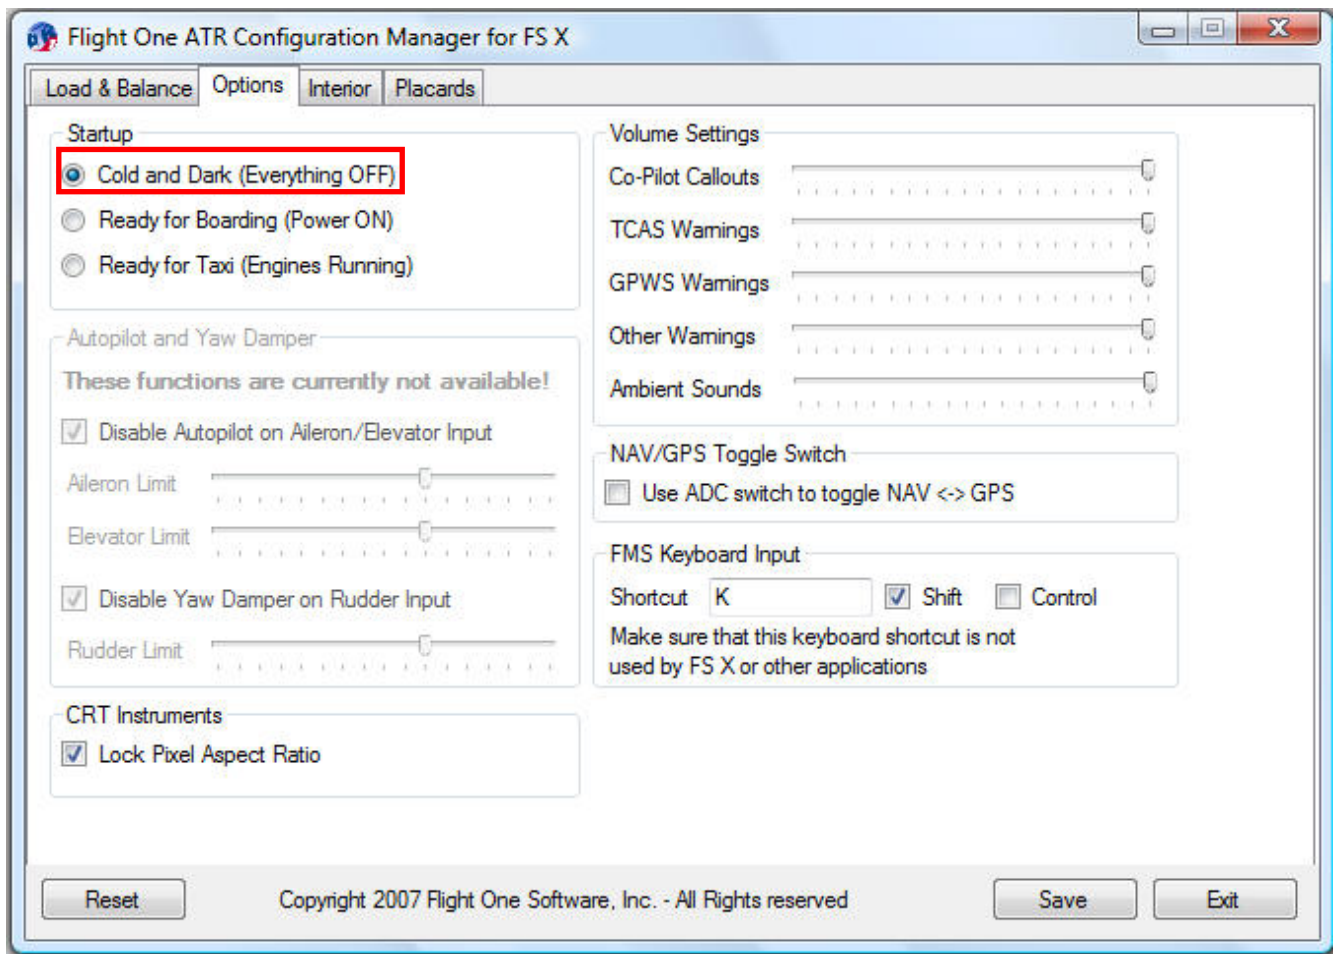 Flight One ATR Configuration Manager for FS X
Load & Balance Options Interior Placards
Startup
Cold and Dark (Everything OFF)
Ready for Boarding (Power ON)
Ready for Taxi (Engines Running)
Autopilot and Yaw Damper
These functions are currently not available!
Disable Autopilot on Aileron/Elevator Input
Aileron Limit
Elevator Limit
Disable Yaw Damper on Rudder Input
Rudder Limit
CRT Instruments
Lock Pixel Aspect Ratio
Volume Settings
Co-Pilot Callouts
TCAS Warnings
GPWS Warnings
Other Warnings
Ambient Sounds
NAV/GPS Toggle Switch
Use ADC switch to toggle NAV <-> GPS
FMS Keyboard Input
Shortcut K Shift Control
Make sure that this keyboard shortcut is not
used by FS X or other applications
Reset Copyright 2007 Flight One Software, Inc. - All Rights reserved Save Exit